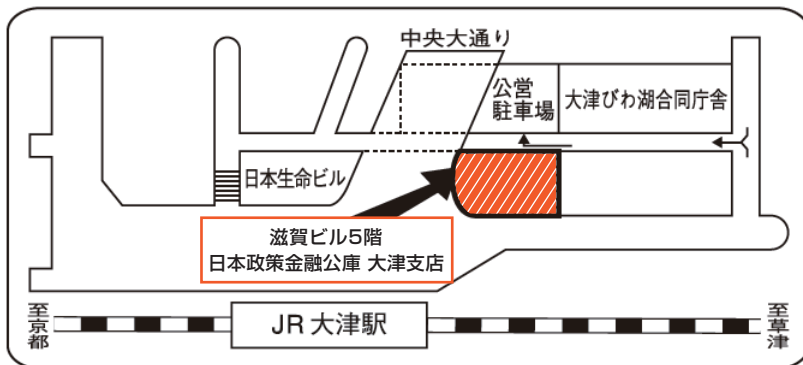 中央大通り
公営
駐車場
大津びわ湖合同庁舎
日本生命ビル
滋賀ビル5階
日本政策金融公庫 大津支店
至京都
JR大津駅
至草津